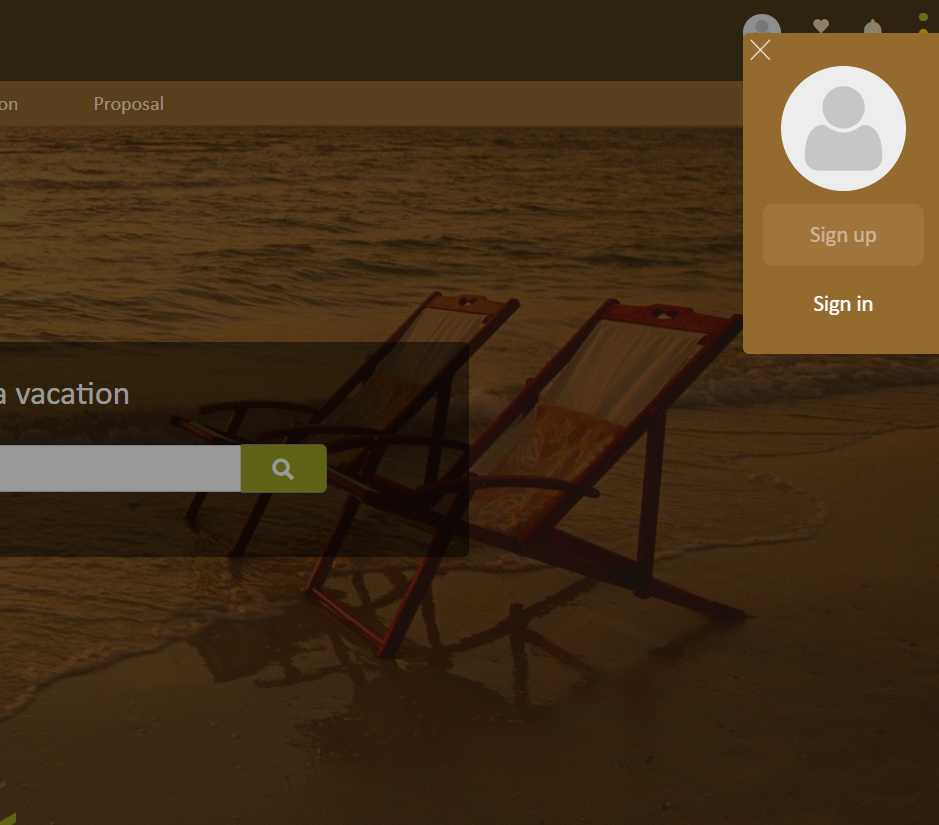 on
Proposal
Sign up
Sign in
a vacation